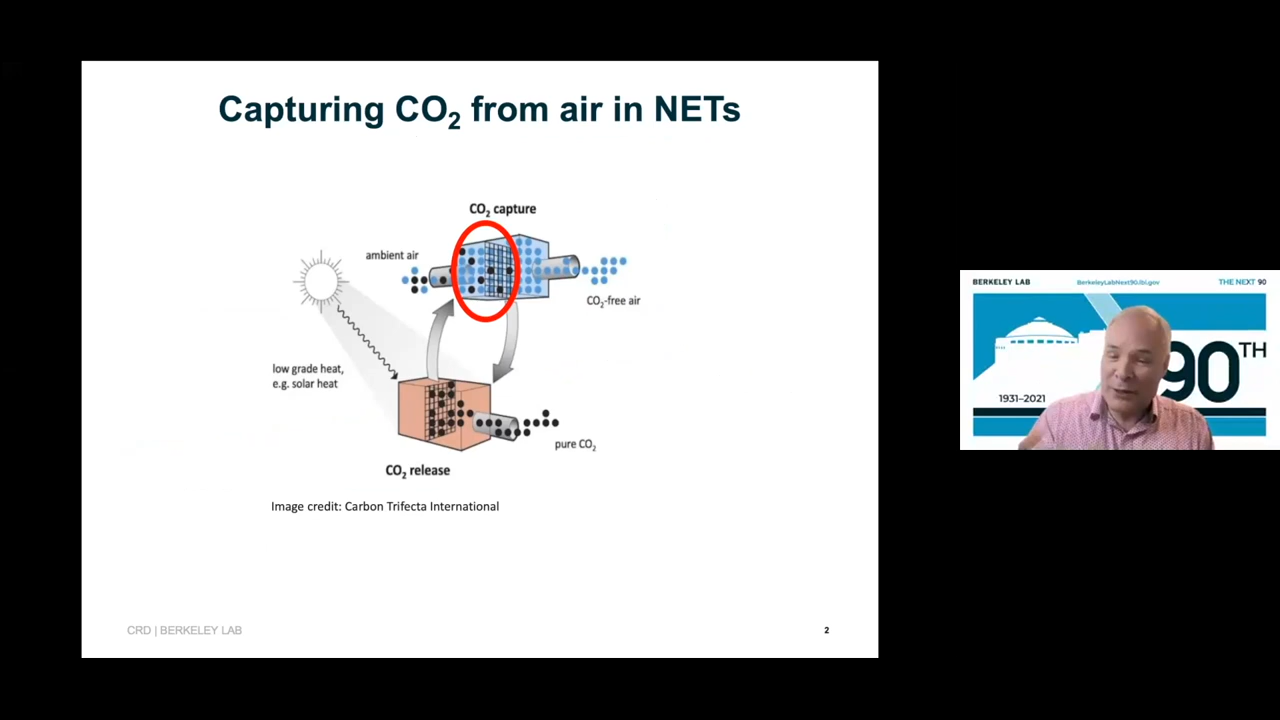 Capturing CO₂ from air in NETs
CO₂ capture
ambient air
CO₂-free air
low grade heat,
e.g. solar heat
pure CO₂
CO₂ release
Image credit: Carbon Trifecta International
CRD | BERKELEY LAB
2
BERKELEY LAB
BerkeleyLabNext90.lbl.gov
THE NEXT 90
90TH
1931–2021